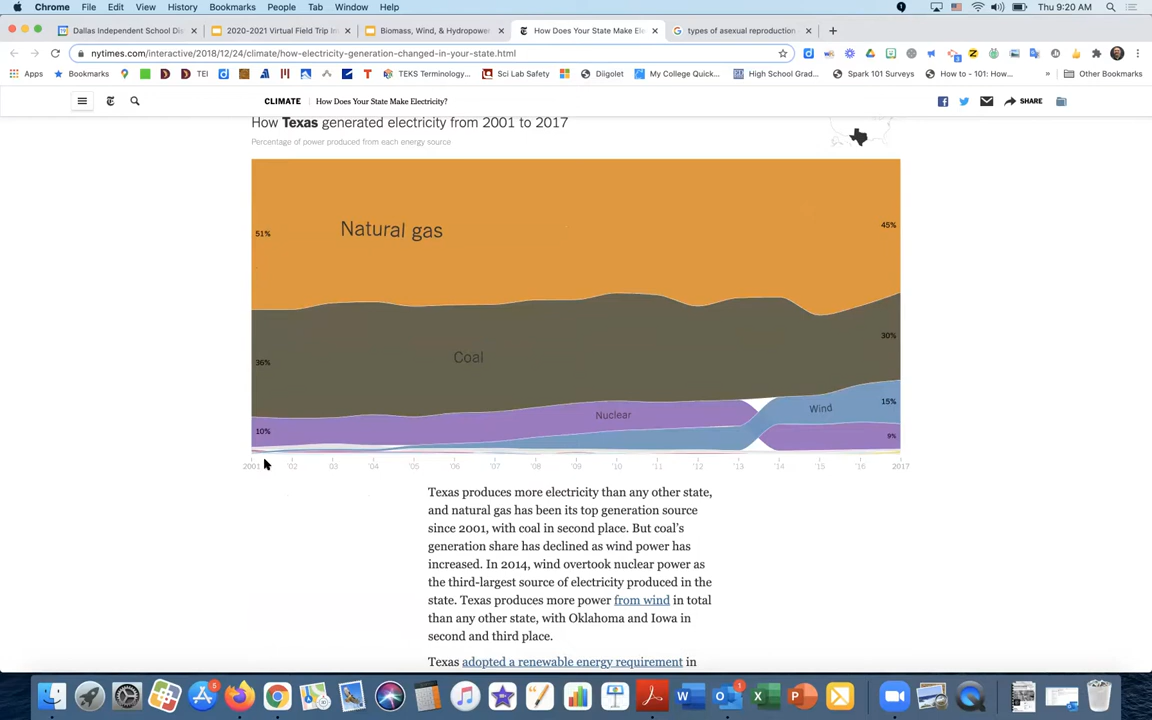 Chrome File Edit View History Bookmarks People Tab Window Help Thu 9:20 AM
Dallas Independent School Di 2020-2021 Virtual Field Trip In Biomass, Wind, & Hydropower How Does Your State Make Ele types of asexual reproduction
nytimes.com/interactive/2018/12/24/climate/how-electricity-generation-changed-in-your-state.html
Apps Bookmarks TEI TEKS Terminology... Sci Lab Safety Diigolet My College Quick... High School Grad... Spark 101 Surveys How to - 101: How... » Other Bookmarks
CLIMATE How Does Your State Make Electricity? SHARE
How Texas generated electricity from 2001 to 2017
Percentage of power produced from each energy source
Natural gas
51%
45%
Coal
36%
30%
Nuclear
Wind
10%
15%
9%
2001 '02 '03 '04 '05 '06 '07 '08 '09 '10 '11 '12 '13 '14 '15 '16 2017
Texas produces more electricity than any other state,
and natural gas has been its top generation source
since 2001, with coal in second place. But coal's
generation share has declined as wind power has
increased. In 2014, wind overtook nuclear power as
the third-largest source of electricity produced in the
state. Texas produces more power from wind in total
than any other state, with Oklahoma and Iowa in
second and third place.
Texas adopted a renewable energy requirement in